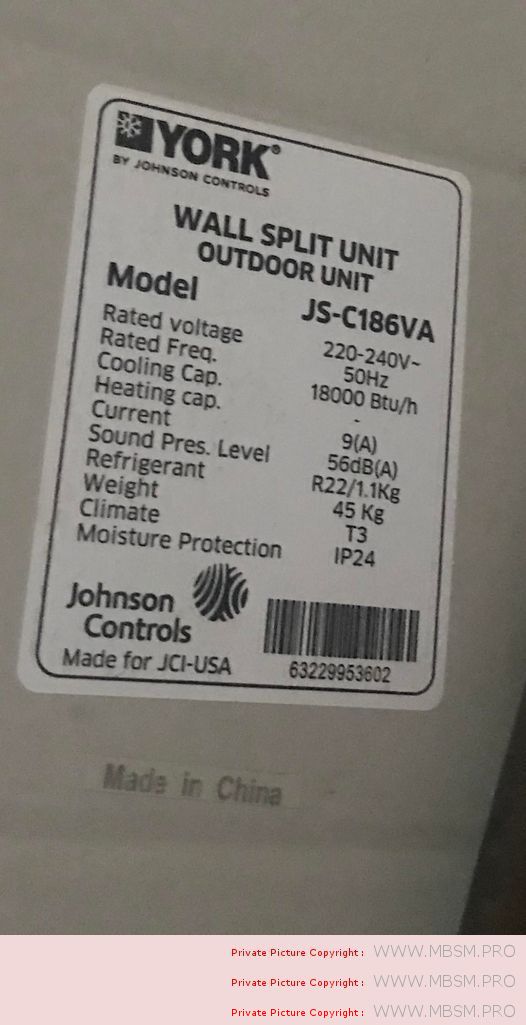 YORK®
BY JOHNSON CONTROLS
WALL SPLIT UNIT
OUTDOOR UNIT
Model JS-C186VA
Rated voltage 220-240V~
Rated Freq. 50Hz
Cooling Cap. 18000 Btu/h
Heating cap. -
Current 9(A)
Sound Pres. Level 56dB(A)
Refrigerant R22/1.1Kg
Weight 45 Kg
Climate T3
Moisture Protection IP24
Johnson
Controls
Made for JCI-USA
63229953602
Made in China
Private Picture Copyright : WWW.MBSM.PRO
Private Picture Copyright : WWW.MBSM.PRO
Private Picture Copyright : WWW.MBSM.PRO